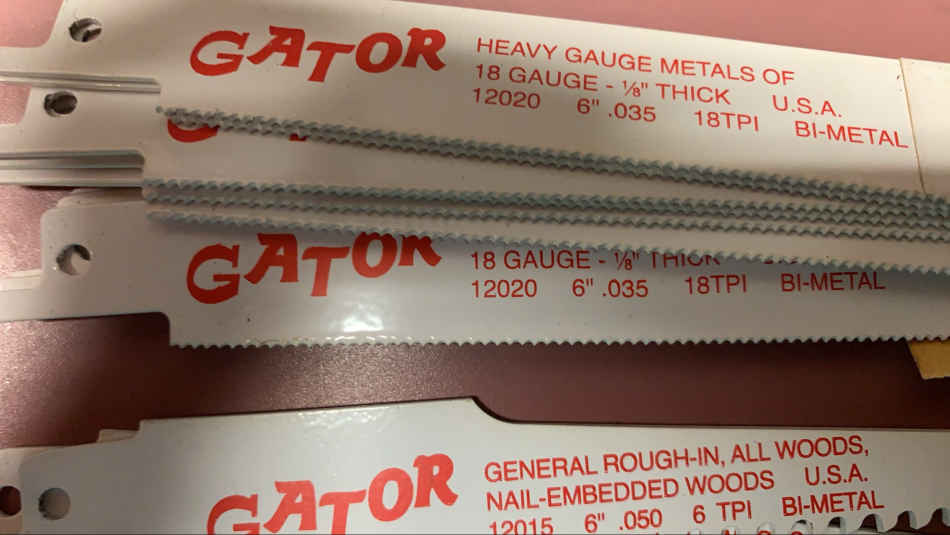 GATOR
HEAVY GAUGE METALS OF
18 GAUGE - ⅛" THICK U.S.A.
12020 6" .035 18TPI BI-METAL
GATOR
18 GAUGE - ⅛" THICK
12020 6" .035 18TPI BI-METAL
GATOR
GENERAL ROUGH-IN, ALL WOODS,
NAIL-EMBEDDED WOODS U.S.A.
12015 6" .050 6 TPI BI-METAL